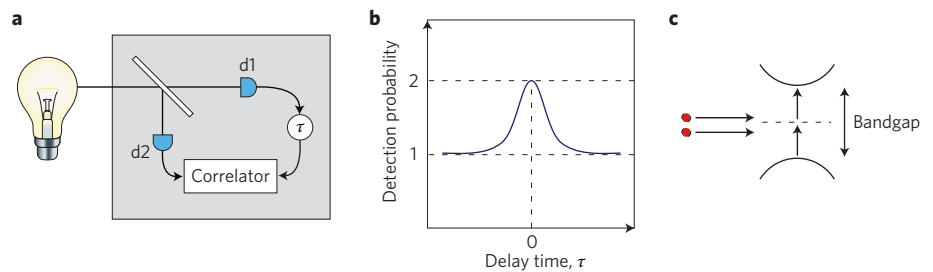 a
d1
τ
d2
Correlator
b
Detection probability
2
1
0
Delay time, τ
c
Bandgap